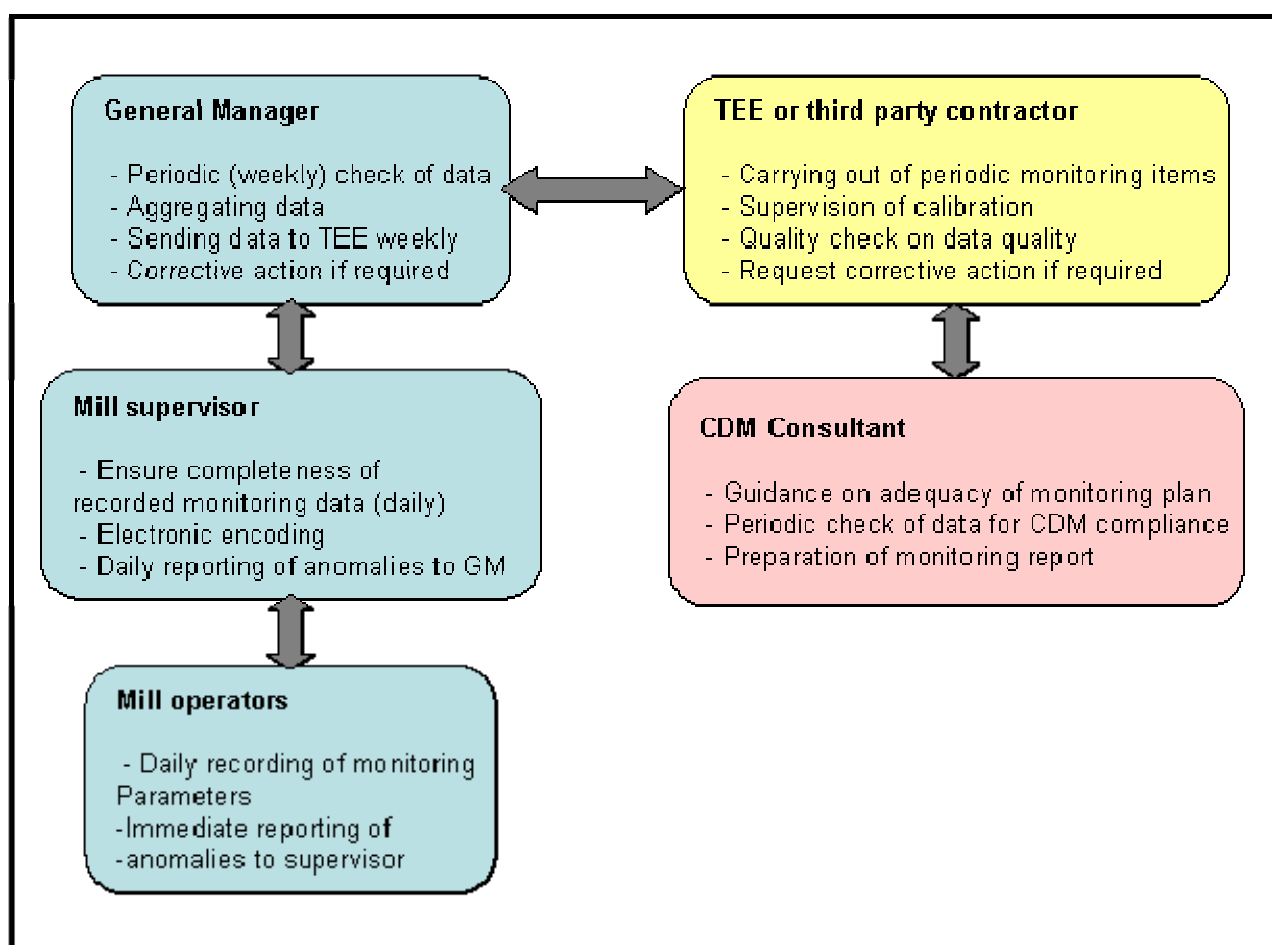 General Manager
- Periodic (weekly) check of data
- Aggregating data
- Sending data to TEE weekly
- Corrective action if required
TEE or third party contractor
- Carrying out of periodic monitoring items
- Supervision of calibration
- Quality check on data quality
- Request corrective action if required
Mill supervisor
- Ensure completeness of
recorded monitoring data (daily)
- Electronic encoding
- Daily reporting of anomalies to GM
CDM Consultant
- Guidance on adequacy of monitoring plan
- Periodic check of data for CDM compliance
- Preparation of monitoring report
Mill operators
- Daily recording of monitoring
Parameters
-Immediate reporting of
-anomalies to supervisor